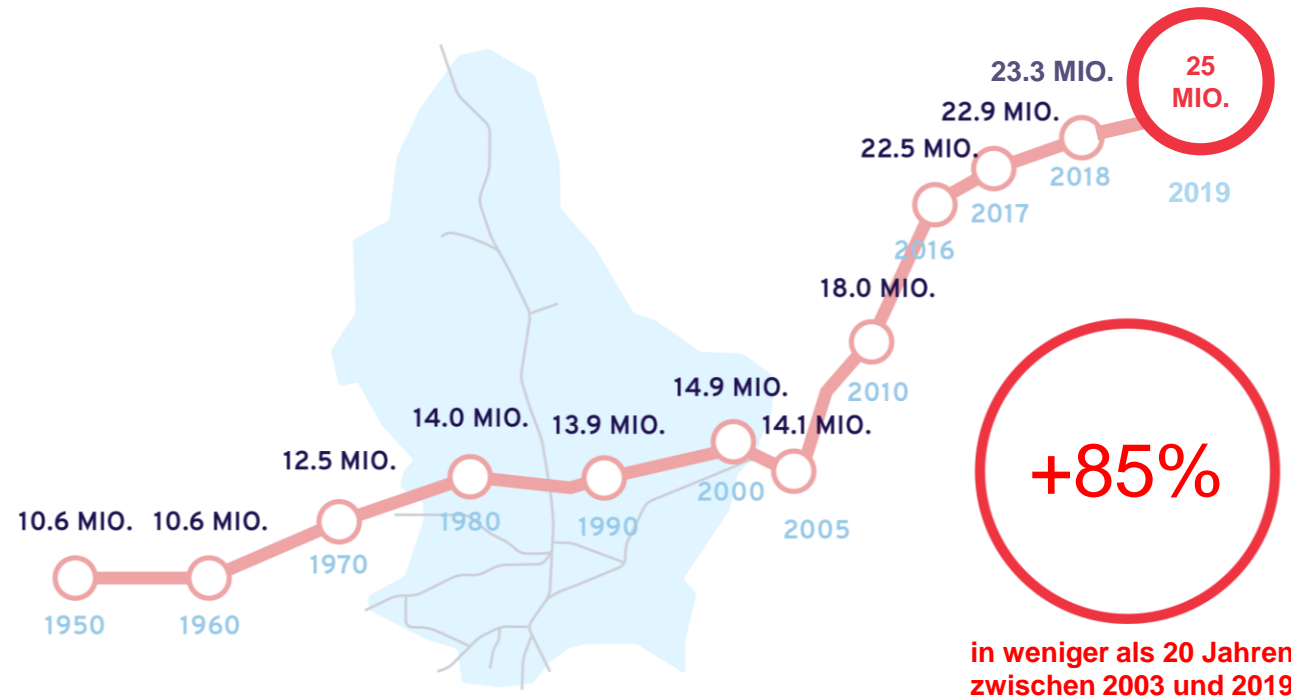 10.6 MIO.
1950
10.6 MIO.
1960
12.5 MIO.
1970
14.0 MIO.
1980
13.9 MIO.
1990
14.9 MIO.
2000
14.1 MIO.
2005
18.0 MIO.
2010
22.5 MIO.
2016
22.9 MIO.
2017
23.3 MIO.
2018
25
MIO.
2019
+85%
in weniger als 20 Jahren
zwischen 2003 und 2019